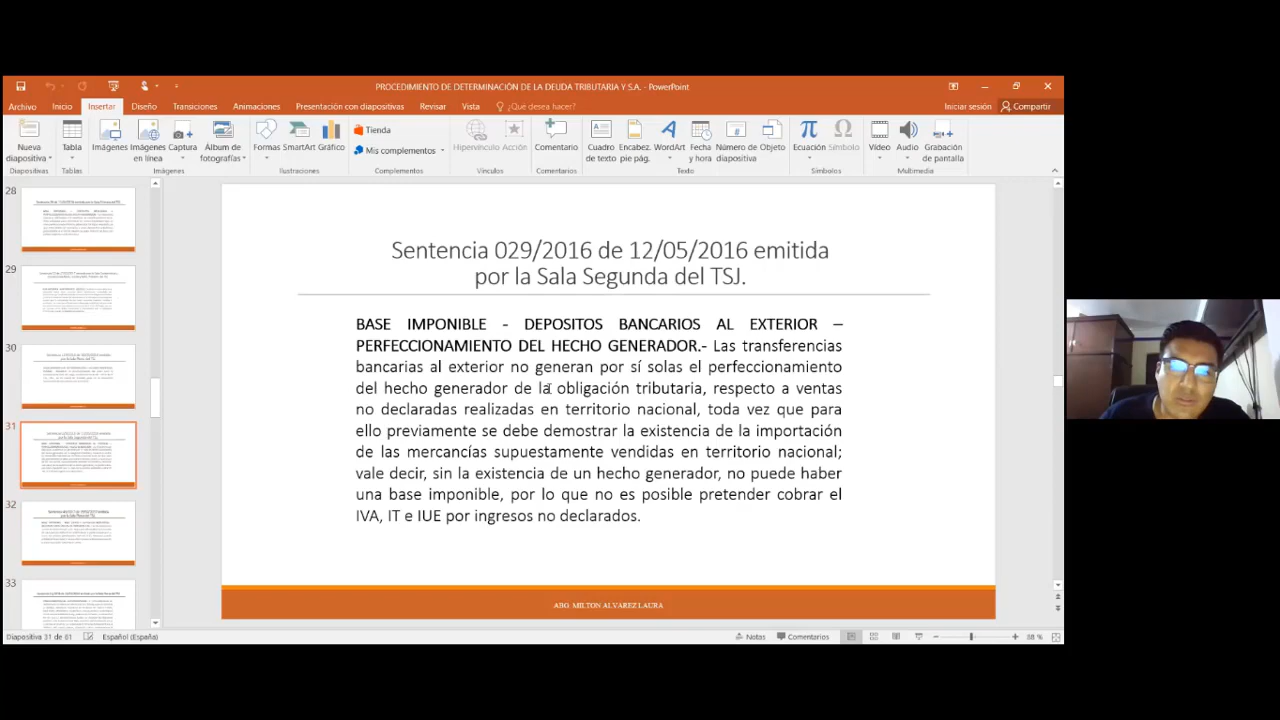 PROCEDIMIENTO DE DETERMINACIÓN DE LA DEUDA TRIBUTARIA Y S.A. - PowerPoint
Archivo Inicio Insertar Diseño Transiciones Animaciones Presentación con diapositivas Revisar Vista ¿Qué desea hacer? Iniciar sesión Compartir
Nueva diapositiva
Tabla
Imágenes
Imágenes en línea
Captura
Álbum de fotografías
Formas
SmartArt
Gráfico
Tienda
Mis complementos
Hipervínculo
Acción
Comentario
Cuadro de texto
Encabez. pie pág.
WordArt
Fecha y hora
Número de diapositiva
Objeto
Ecuación
Símbolo
Vídeo
Audio
Grabación de pantalla
Diapositivas Tablas Imágenes Ilustraciones Complementos Vínculos Comentarios Texto Símbolos Multimedia
28
29
30
31
32
33
Sentencia 029/2016 de 12/05/2016 emitida
por la Sala Segunda del TSJ.
BASE IMPONIBLE - DEPOSITOS BANCARIOS AL EXTERIOR –
PERFECCIONAMIENTO DEL HECHO GENERADOR.- Las transferencias
bancarias al exterior no generan por sí solas el perfeccionamiento
del hecho generador de la obligación tributaria, respecto a ventas
no declaradas realizadas en territorio nacional, toda vez que para
ello previamente se debe demostrar la existencia de la importación
de las mercancías supuestamente vendidas en territorio nacional;
vale decir, sin la existencia de un hecho generador, no puede haber
una base imponible, por lo que no es posible pretender cobrar el
IVA, IT e IUE por ingresos no declarados.
ABG. MILTON ALVAREZ LAURA
Diapositiva 31 de 61 Español (España) Notas Comentarios 88 %